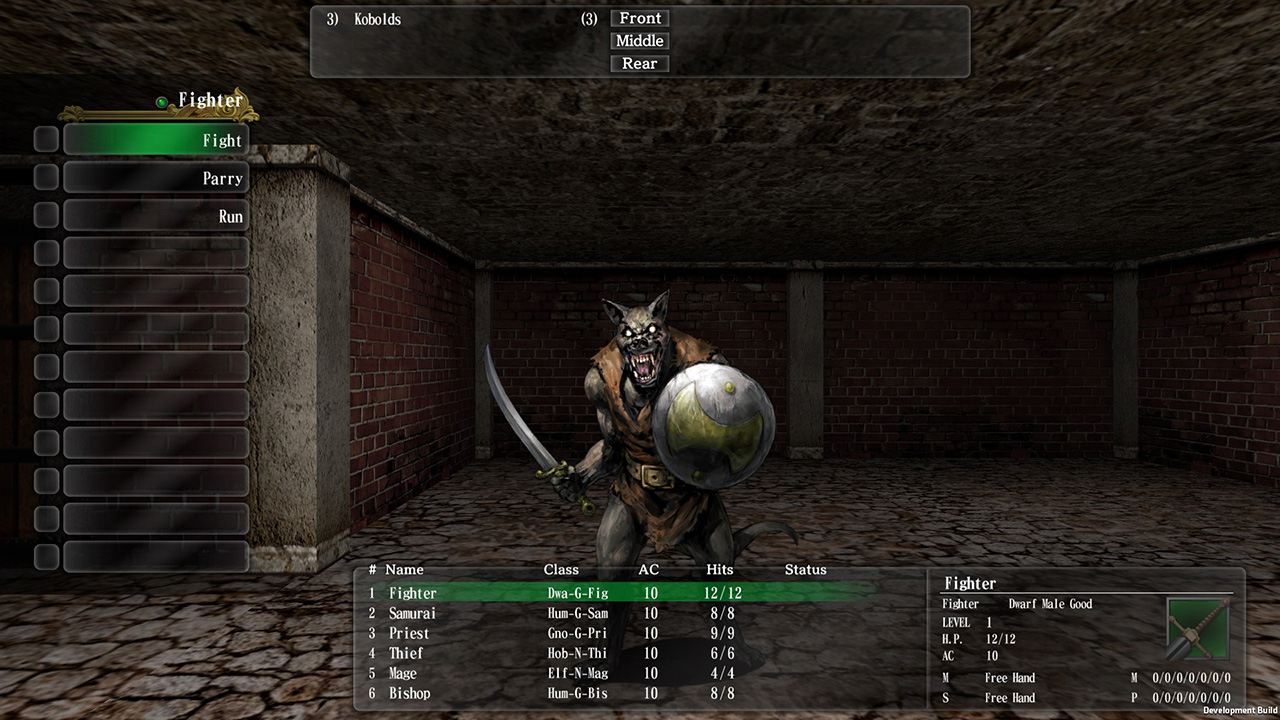 3) Kobolds (3) Front
Middle
Rear
Fighter
Fight
Parry
Run
# Name Class AC Hits Status
1 Fighter Dwa-G-Fig 10 12/12
2 Samurai Hum-G-Sam 10 8/8
3 Priest Gno-G-Pri 10 9/9
4 Thief Hob-N-Thi 10 6/6
5 Mage Elf-N-Mag 10 4/4
6 Bishop Hum-G-Bis 10 8/8
Fighter
Fighter Dwarf Male Good
LEVEL 1
H.P. 12/12
AC 10
M Free Hand M 0/0/0/0/0/0/0
S Free Hand P 0/0/0/0/0/0/0
Development Build